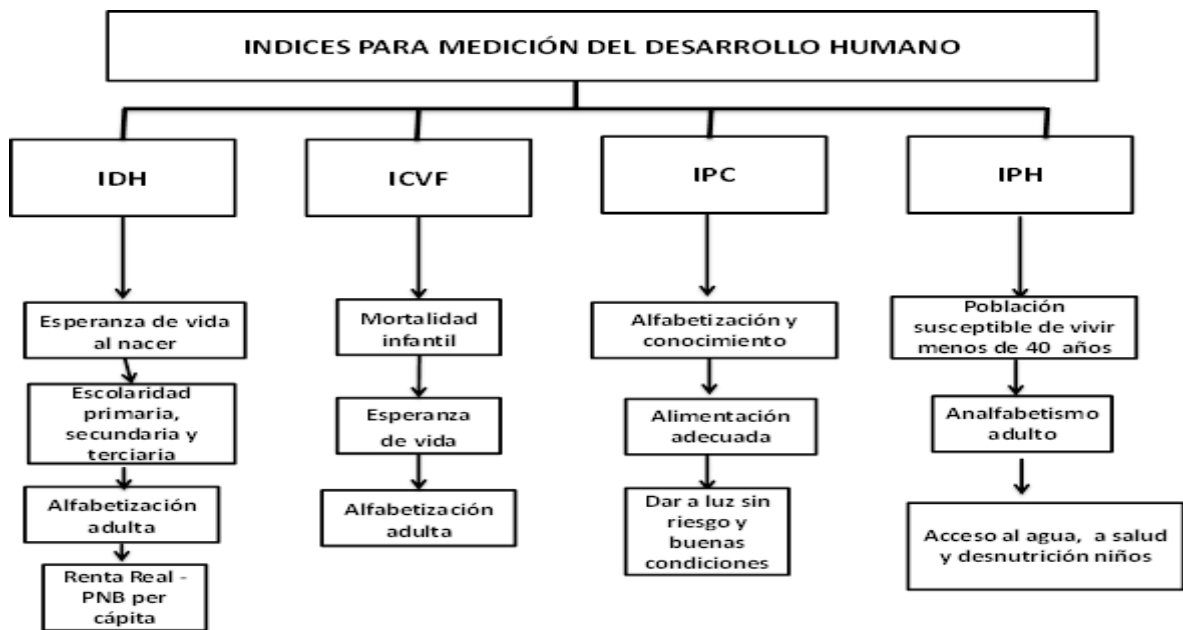 INDICES PARA MEDICIÓN DEL DESARROLLO HUMANO
IDH
ICVF
IPC
IPH
Esperanza de vida
al nacer
Escolaridad
primaria,
secundaria y
terciaria
Alfabetización
adulta
Renta Real -
PNB per
cápita
Mortalidad
infantil
Esperanza
de vida
Alfabetización
adulta
Alfabetización y
conocimiento
Alimentación
adecuada
Dar a luz sin
riesgo y
buenas
condiciones
Población
susceptible de vivir
menos de 40 años
Analfabetismo
adulto
Acceso al agua, a salud
y desnutrición niños